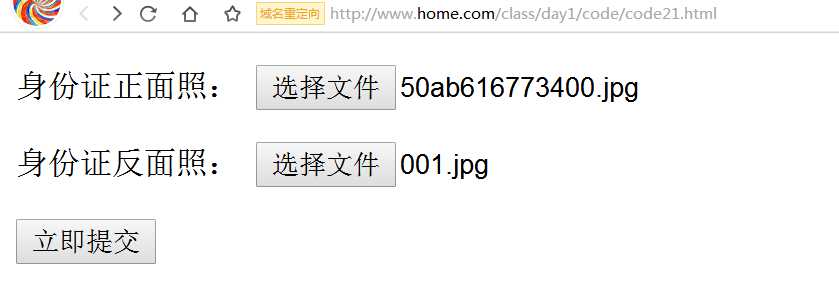 域名重定向 http://www.home.com/class/day1/code/code21.html
身份证正面照： 选择文件 50ab616773400.jpg
身份证反面照： 选择文件 001.jpg
立即提交